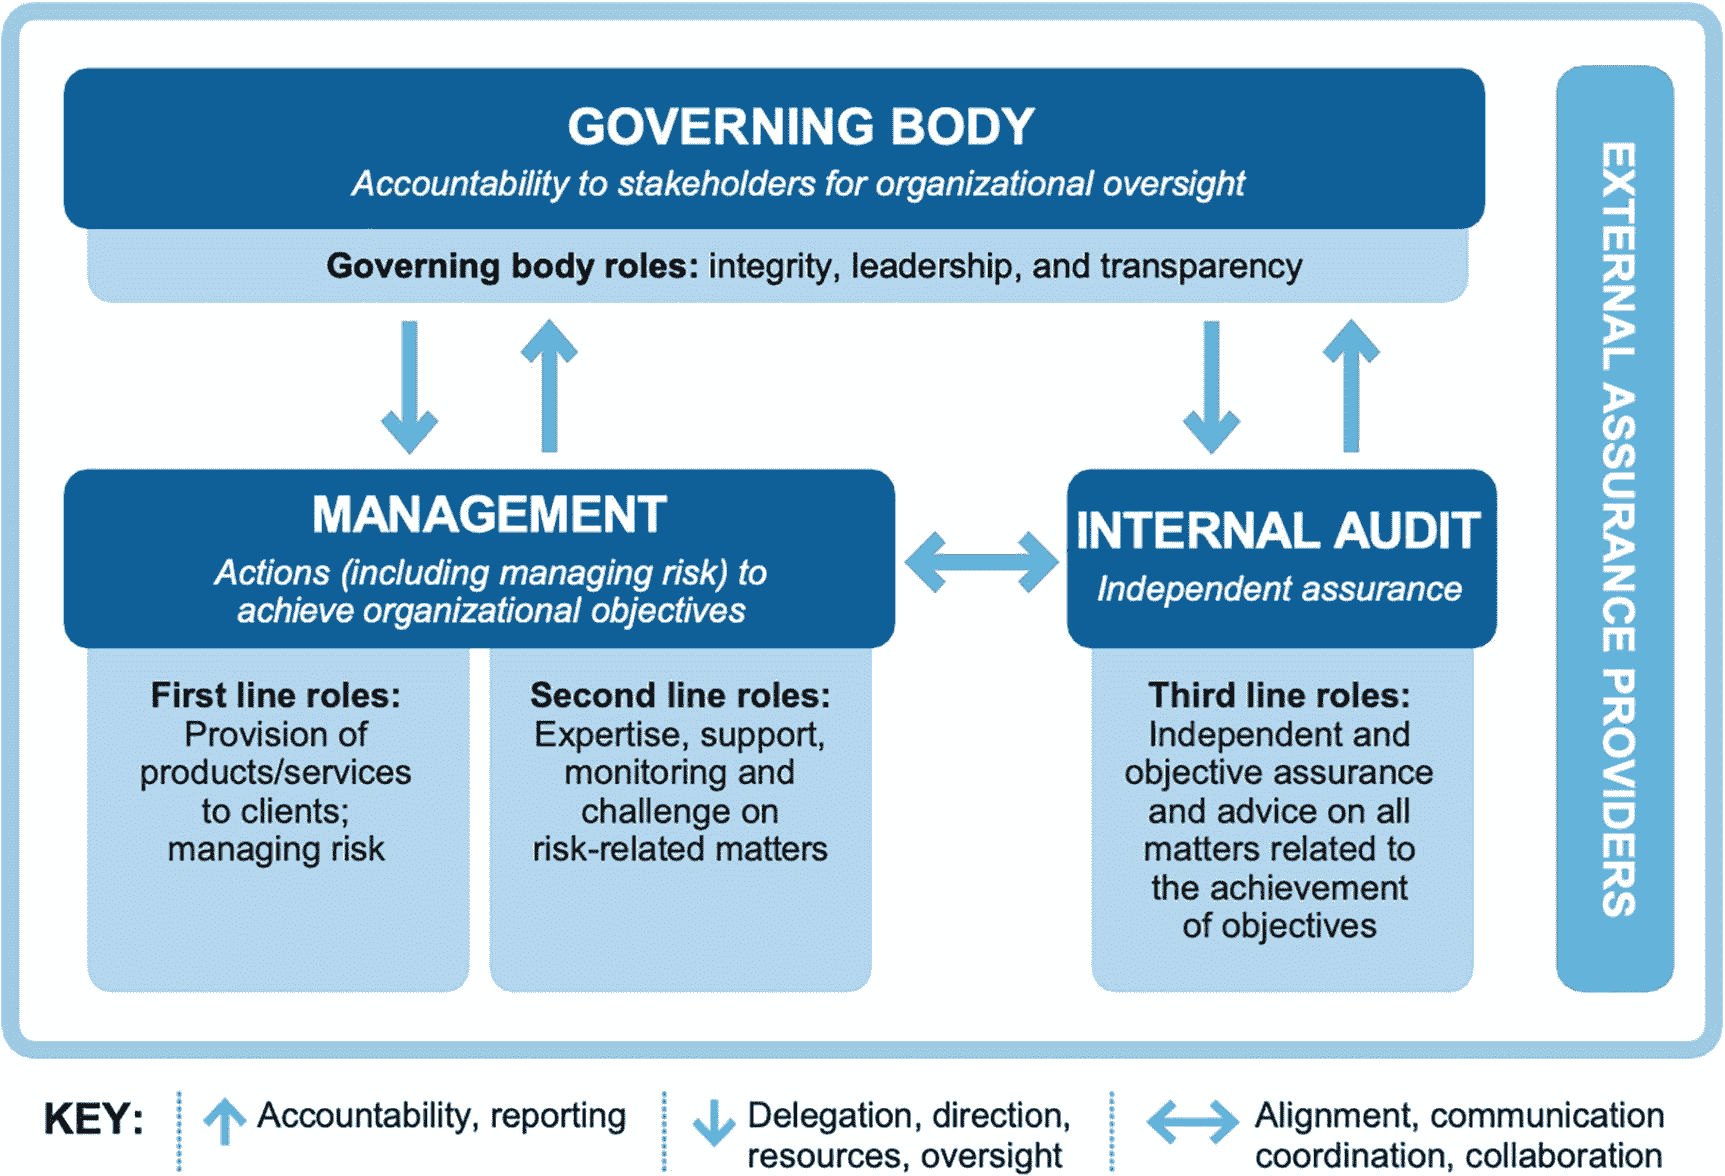 GOVERNING BODY
Accountability to stakeholders for organizational oversight
Governing body roles: integrity, leadership, and transparency
MANAGEMENT
Actions (including managing risk) to
achieve organizational objectives
First line roles:
Provision of
products/services
to clients;
managing risk
Second line roles:
Expertise, support,
monitoring and
challenge on
risk-related matters
INTERNAL AUDIT
Independent assurance
Third line roles:
Independent and
objective assurance
and advice on all
matters related to
the achievement
of objectives
EXTERNAL ASSURANCE PROVIDERS
KEY:
Accountability, reporting
Delegation, direction,
resources, oversight
Alignment, communication
coordination, collaboration